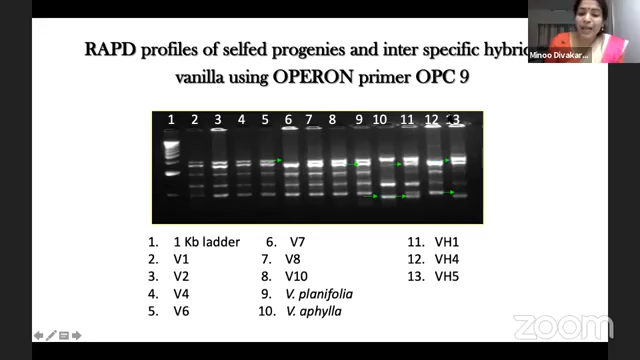 RAPD profiles of selfed progenies and inter specific hybri
vanilla using OPERON primer OPC 9
Minoo Divakar...
1 2 3 4 5 6 7 8 9 10 11 12 13
1. 1 Kb ladder 6. V7 11. VH1
2. V1 7. V8 12. VH4
3. V2 8. V10 13. VH5
4. V4 9. V. planifolia
5. V6 10. V. aphylla
zoom